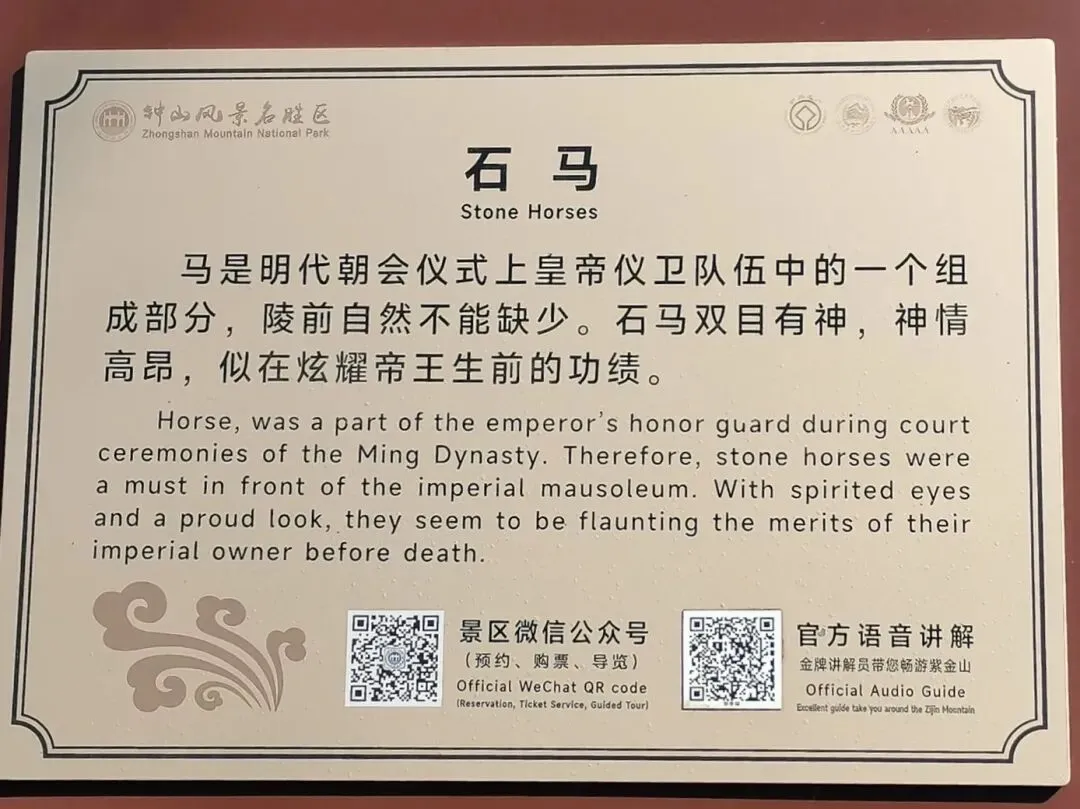 钟山风景名胜区
Zhongshan Mountain National Park
石马
Stone Horses
马是明代朝会仪式上皇帝仪卫队伍中的一个组
成部分，陵前自然不能缺少。石马双目有神，神情
高昂，似在炫耀帝王生前的功绩。
Horse, was a part of the emperor's honor guard during court
ceremonies of the Ming Dysnasty. Therefore, stone horses were
a must in front of the imperial mausoleum. With spirited eyes
and a proud look, they seem to be flaunting the merits of their
imperial owner before death.
景区微信公众号
（预约、购票、导览）
Official WeChat QR code
(Reservation, Ticket Service, Guided Tour)
官方语音讲解
金牌讲解员带您畅游紫金山
Official Audio Guide
Excellent guide take you around the Zijin Mountain
AAAAA